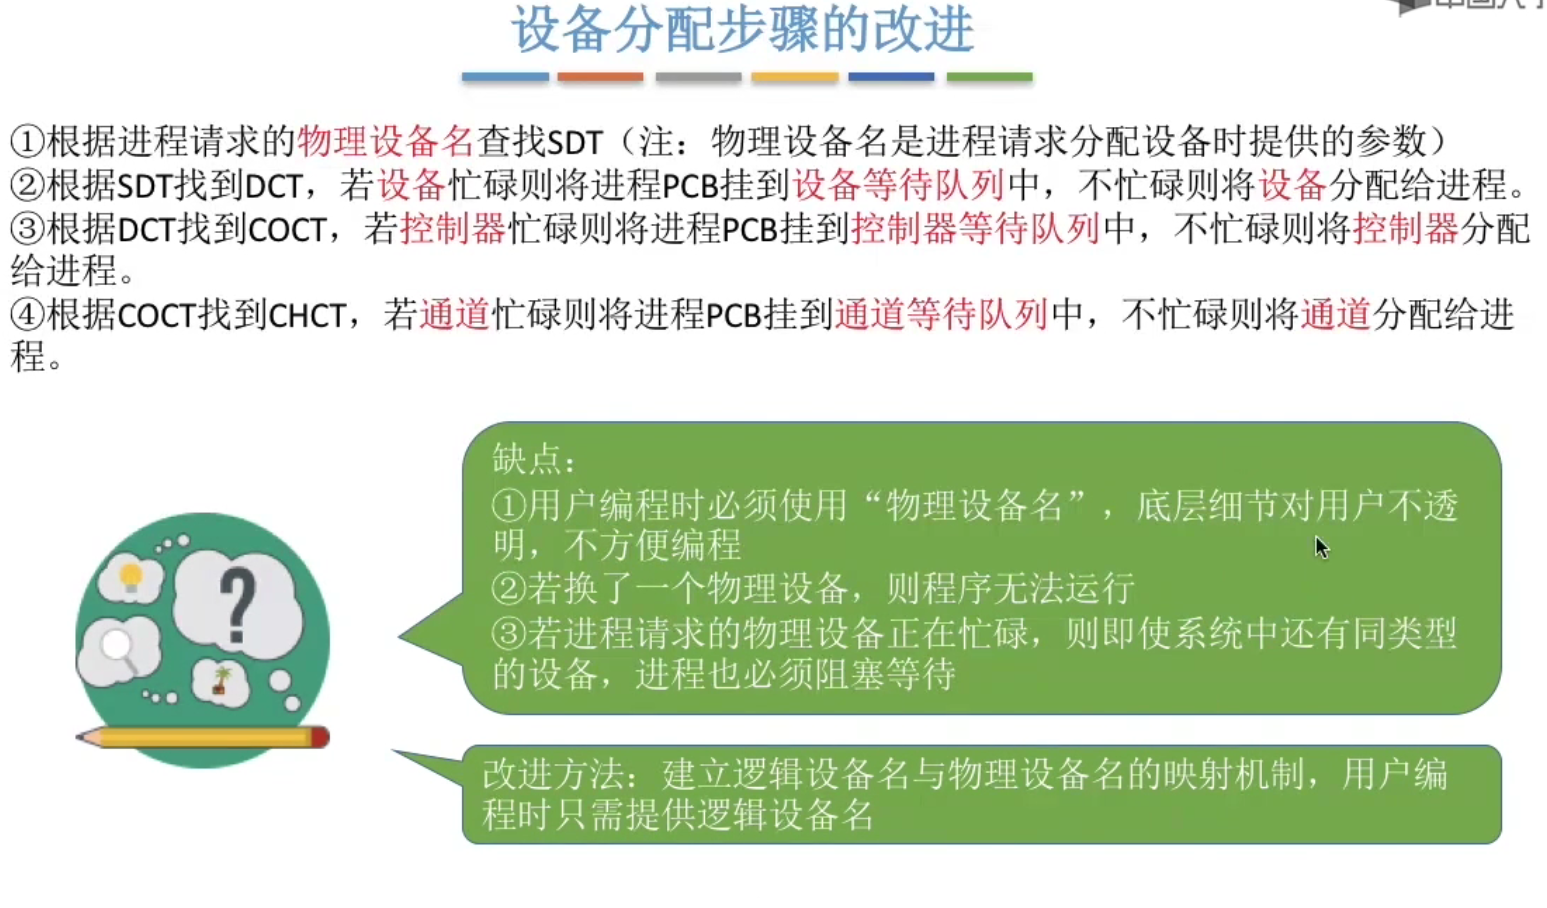 设备分配步骤的改进
①根据进程请求的物理设备名查找SDT（注：物理设备名是进程请求分配设备时提供的参数）
②根据SDT找到DCT，若设备忙碌则将进程PCB挂到设备等待队列中，不忙碌则将设备分配给进程。
③根据DCT找到COCT，若控制器忙碌则将进程PCB挂到控制器等待队列中，不忙碌则将控制器分配
给进程。
④根据COCT找到CHCT，若通道忙碌则将进程PCB挂到通道等待队列中，不忙碌则将通道分配给进
程。
缺点：
①用户编程时必须使用“物理设备名”，底层细节对用户不透
明，不方便编程
②若换了一个物理设备，则程序无法运行
③若进程请求的物理设备正在忙碌，则即使系统中还有同类型
的设备，进程也必须阻塞等待
?
改进方法：建立逻辑设备名与物理设备名的映射机制，用户编
程时只需提供逻辑设备名